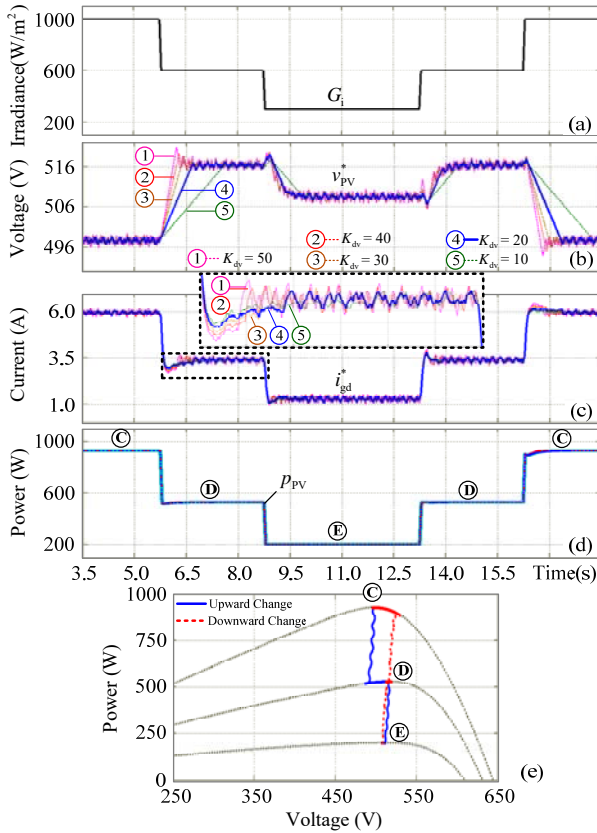 Irradiance(W/m²)
1000
600
200
G_i
(a)
Voltage (V)
516
506
496
① ② ③ ④ ⑤
v*_PV
① K_dv = 50
② K_dv = 40
③ K_dv = 30
④ K_dv = 20
⑤ K_dv = 10
(b)
Current (A)
6.0
3.5
1.0
① ② ③ ④ ⑤
i*_gd
(c)
Power (W)
1000
600
200
Ⓒ Ⓓ Ⓔ Ⓓ Ⓒ
p_PV
(d)
3.5 4.5 6.5 8.0 9.5 11.0 12.5 14.0 15.5 Time(s)
Ⓒ
Upward Change
Downward Change
Power (W)
1000
750
500
250
0
Ⓓ
Ⓔ
(e)
250 350 450 550 650
Voltage (V)